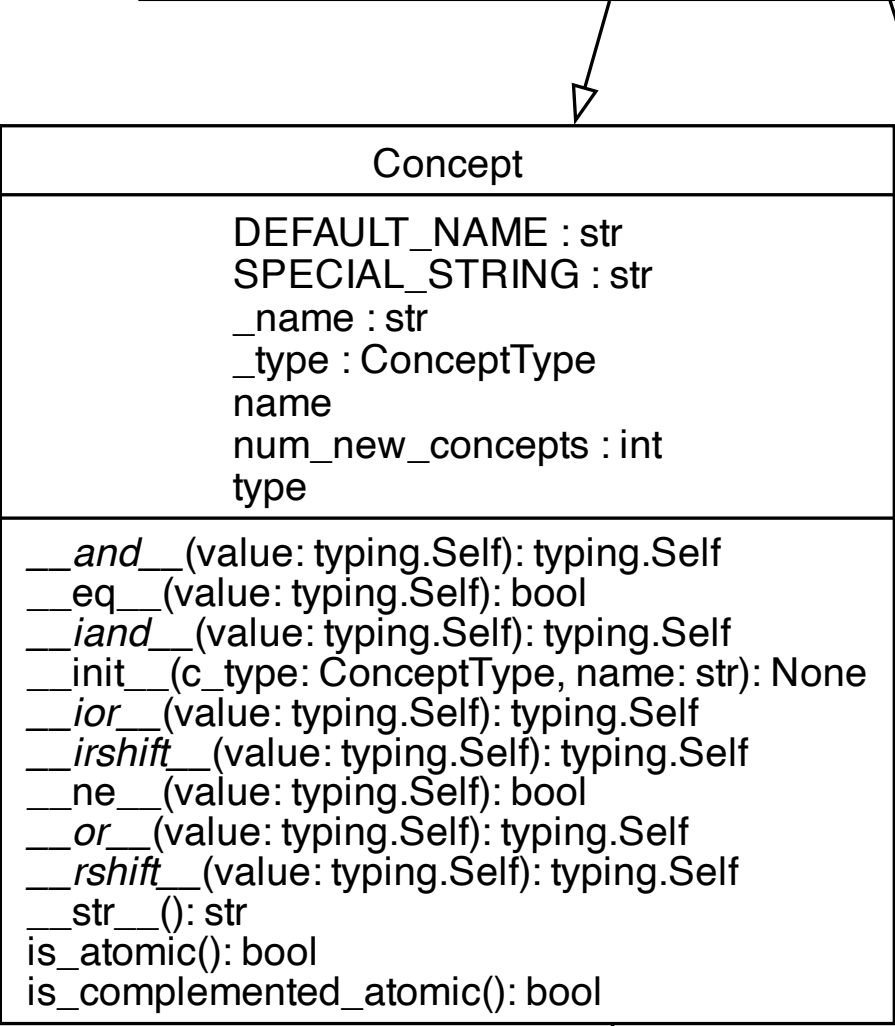 Concept
DEFAULT_NAME : str
SPECIAL_STRING : str
_name : str
_type : ConceptType
name
num_new_concepts : int
type
__and__(value: typing.Self): typing.Self
__eq__(value: typing.Self): bool
__iand__(value: typing.Self): typing.Self
__init__(c_type: ConceptType, name: str): None
__ior__(value: typing.Self): typing.Self
__irshift__(value: typing.Self): typing.Self
__ne__(value: typing.Self): bool
__or__(value: typing.Self): typing.Self
__rshift__(value: typing.Self): typing.Self
__str__(): str
is_atomic(): bool
is_complemented_atomic(): bool